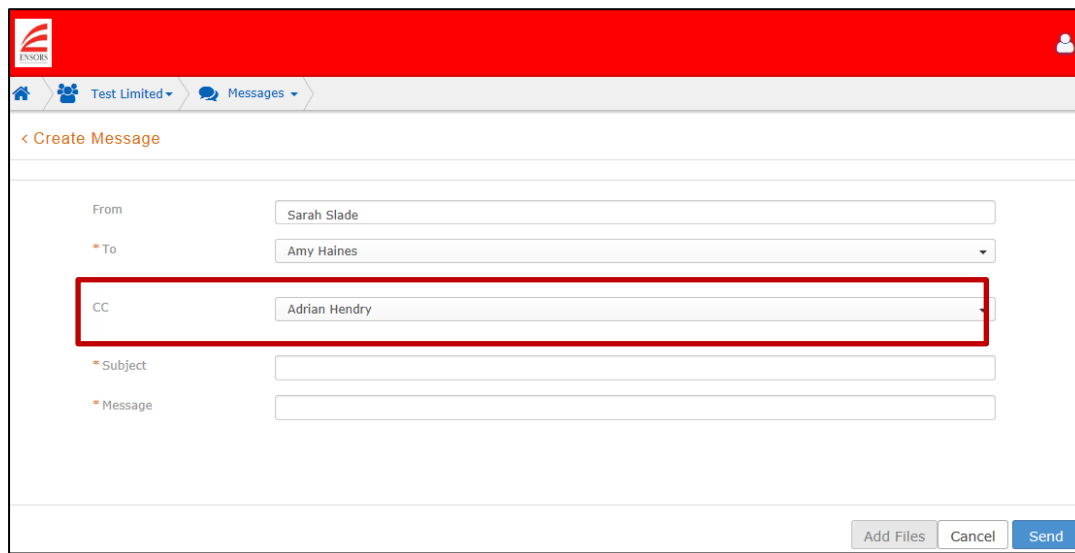 ENSORS
Test Limited
Messages
< Create Message
From
Sarah Slade
* To
Amy Haines
CC
Adrian Hendry
* Subject
* Message
Add Files
Cancel
Send